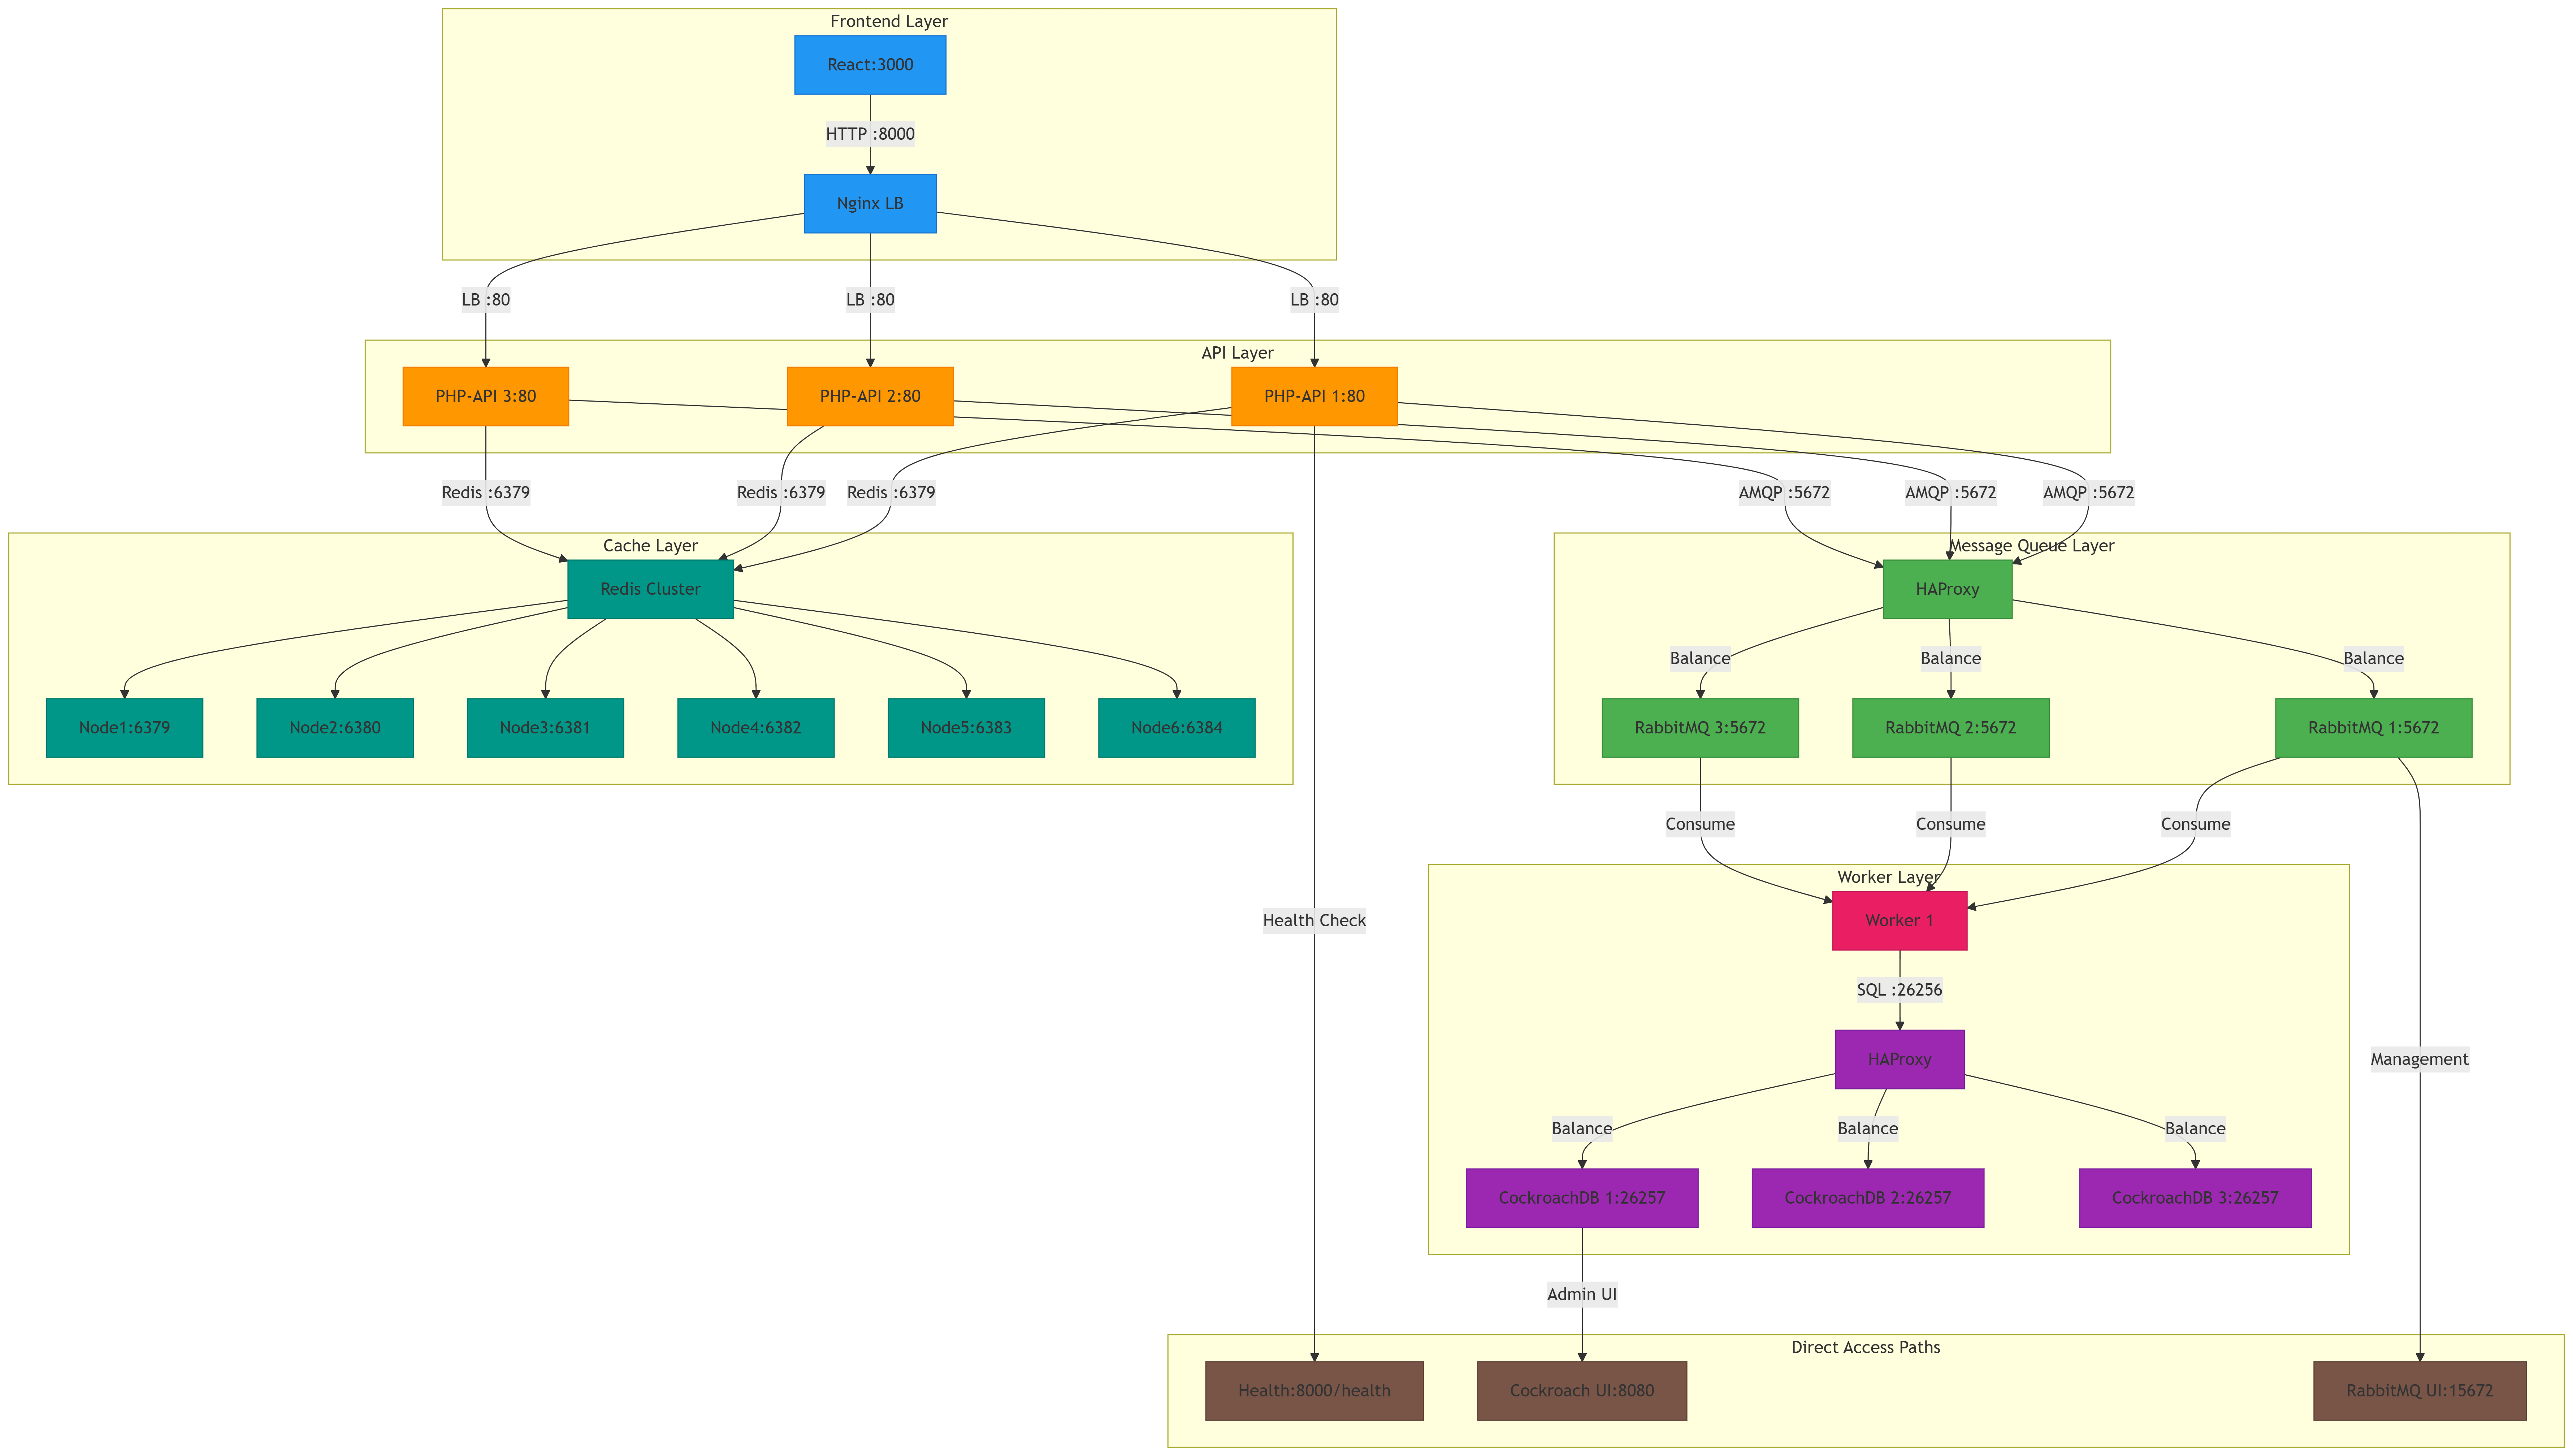 Frontend Layer
React:3000
HTTP :8000
Nginx LB
LB :80
LB :80
LB :80
API Layer
PHP-API 3:80
PHP-API 2:80
PHP-API 1:80
Redis :6379
Redis :6379
Redis :6379
AMQP :5672
AMQP :5672
AMQP :5672
Cache Layer
Redis Cluster
Node1:6379
Node2:6380
Node3:6381
Node4:6382
Node5:6383
Node6:6384
Message Queue Layer
HAProxy
Balance
Balance
Balance
RabbitMQ 3:5672
RabbitMQ 2:5672
RabbitMQ 1:5672
Consume
Consume
Consume
Worker Layer
Worker 1
Health Check
SQL :26256
HAProxy
Management
Balance
Balance
Balance
CockroachDB 1:26257
CockroachDB 2:26257
CockroachDB 3:26257
Admin UI
Direct Access Paths
Health:8000/health
Cockroach UI:8080
RabbitMQ UI:15672